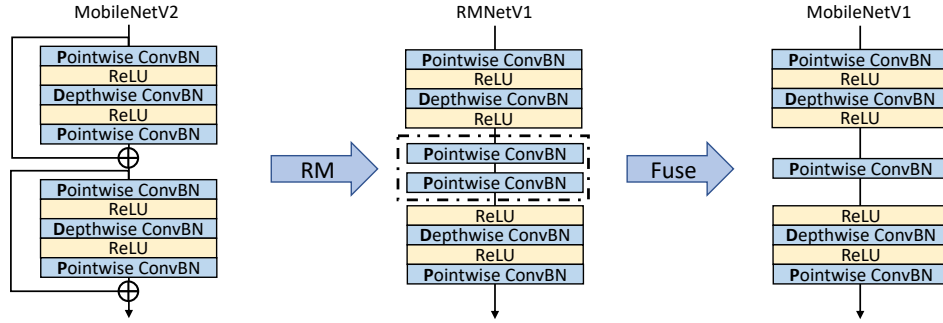 MobileNetV2
Pointwise ConvBN
ReLU
Depthwise ConvBN
ReLU
Pointwise ConvBN
Pointwise ConvBN
ReLU
Depthwise ConvBN
ReLU
Pointwise ConvBN
RM
RMNetV1
Pointwise ConvBN
ReLU
Depthwise ConvBN
ReLU
Pointwise ConvBN
Pointwise ConvBN
ReLU
Depthwise ConvBN
ReLU
Pointwise ConvBN
Fuse
MobileNetV1
Pointwise ConvBN
ReLU
Depthwise ConvBN
ReLU
Pointwise ConvBN
ReLU
Depthwise ConvBN
ReLU
Pointwise ConvBN